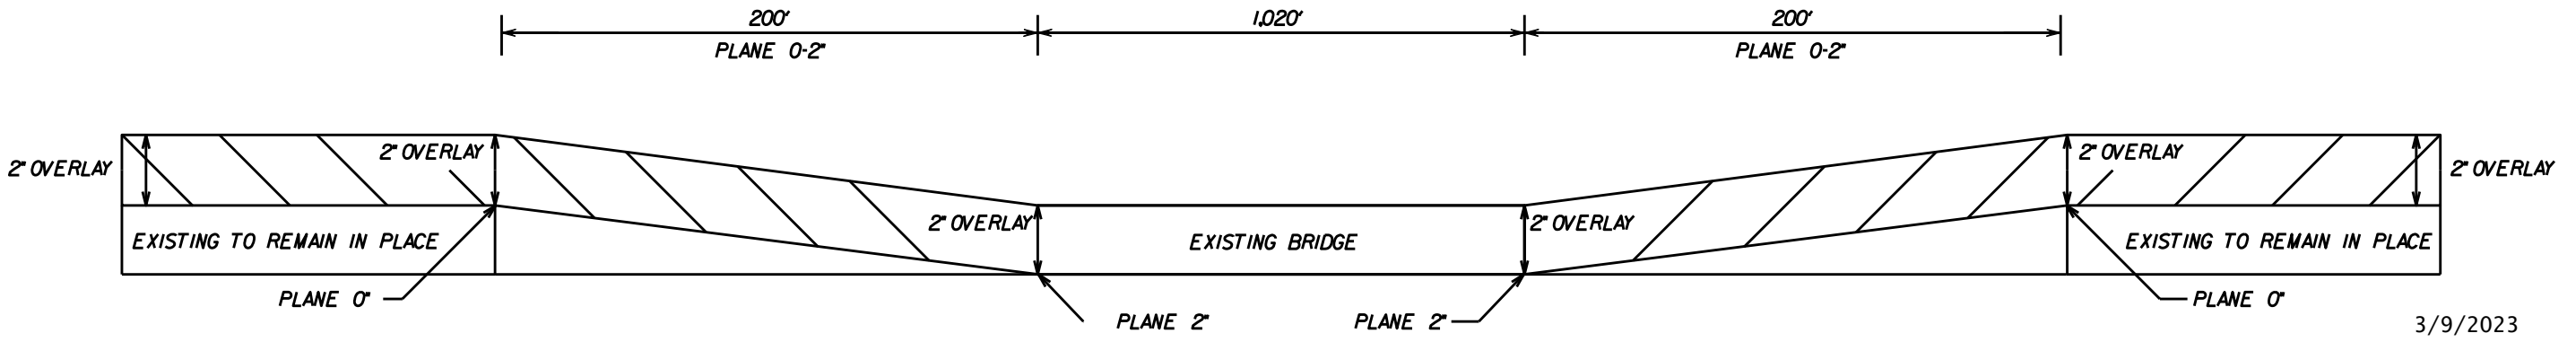 200' 1,020' 200'
PLANE 0-2" PLANE 0-2"
2" OVERLAY 2" OVERLAY
2" OVERLAY 2" OVERLAY
2" OVERLAY 2" OVERLAY
EXISTING TO REMAIN IN PLACE EXISTING BRIDGE EXISTING TO REMAIN IN PLACE
PLANE 0" PLANE 0"
PLANE 2" PLANE 2"
3/9/2023